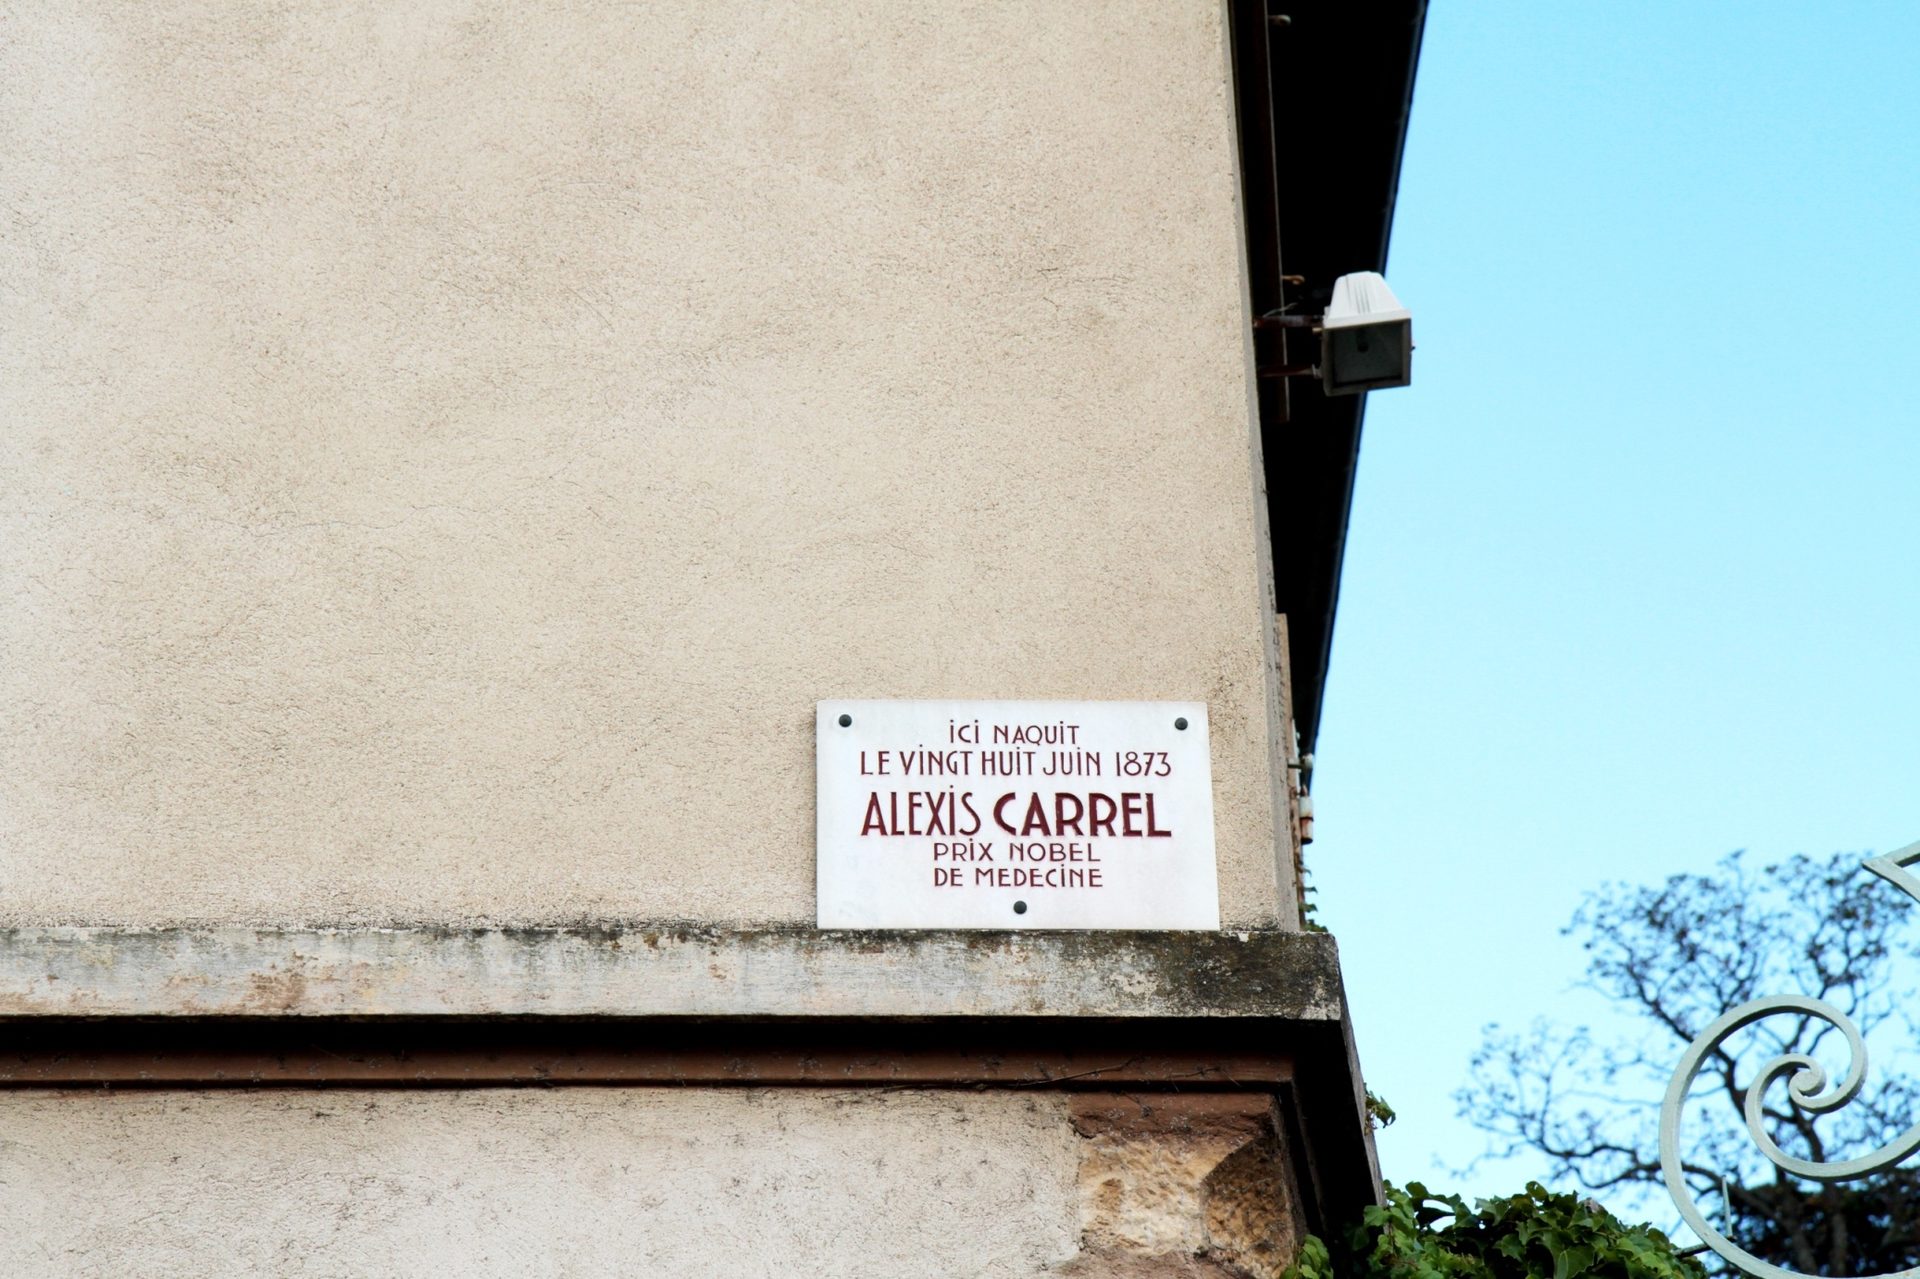 iCi NAQUiT
LE ViNGT HUiT JUiN 1873
ALEXiS CARREL
PRiX NOBEL
DE MEDECiNE